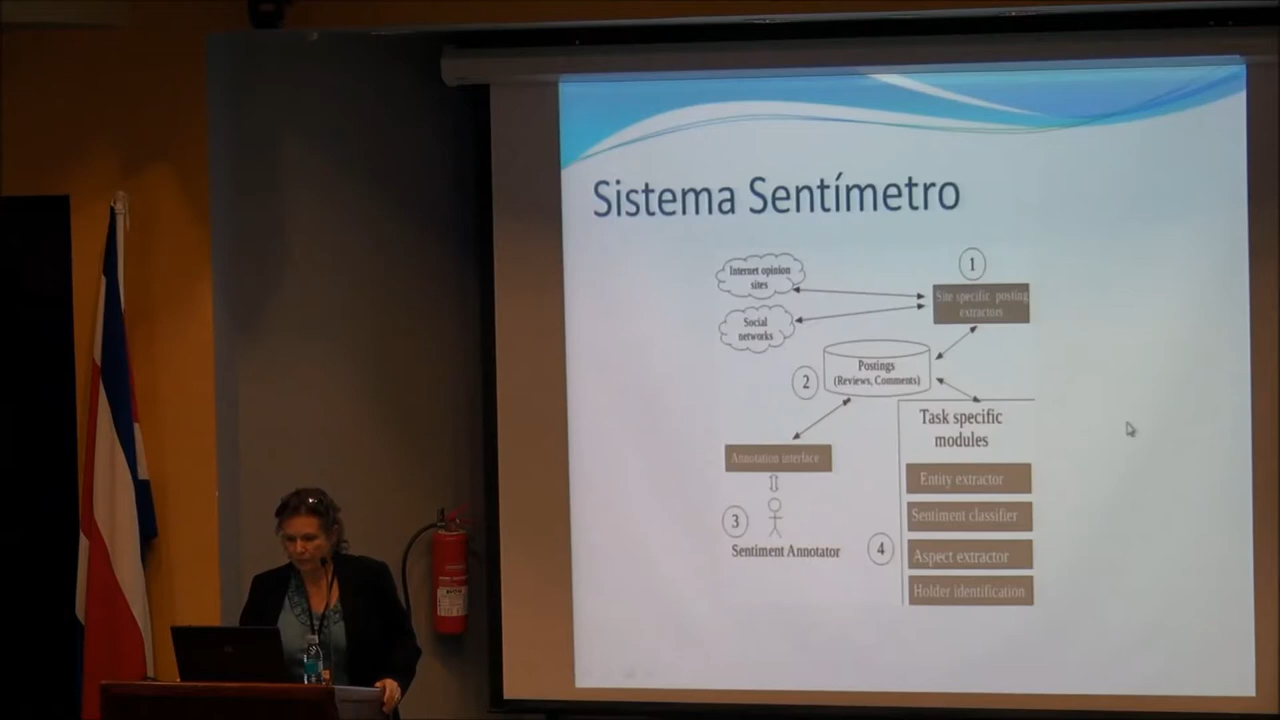 Sistema Sentímetro
Internet opinion
sites
1
Site specific posting
extractors
Social
networks
2
Postings
(Reviews, Comments)
Task specific
modules
Annotation interface
Entity extractor
Sentiment classifier
3
Sentiment Annotator
4
Aspect extractor
Holder identification